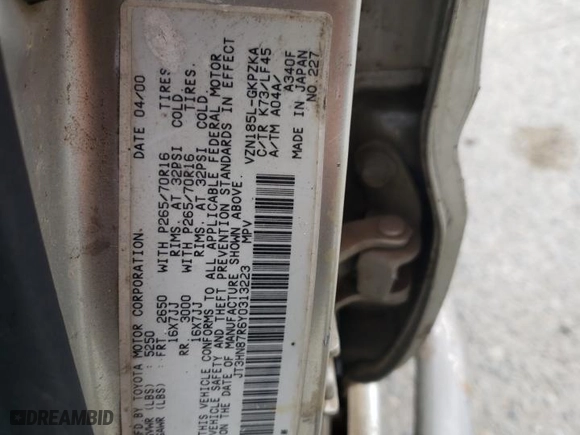 MFD BY TOYOTA MOTOR CORPORATION. DATE 04/00
GVWR (LBS) : 5250
GAWR (LBS) : FRT 2650 WITH P265/70R16 TIRES
16X7JJ RIMS. AT 32PSI COLD.
RR. 3000 WITH P265/70R16 TIRES.
16X7JJ RIMS. AT 32PSI COLD.
THIS VEHICLE CONFORMS TO ALL APPLICABLE FEDERAL MOTOR
VEHICLE SAFETY AND THEFT PREVENTION STANDARDS IN EFFECT
ON THE DATE OF MANUFACTURE SHOWN ABOVE.
JT3HN87R6Y0313223 MPV
VZN185L-GKPZKA
C/TR K73/LF45
A/TM A04A/ A340F
MADE IN JAPAN
NO 227
DREAMBID